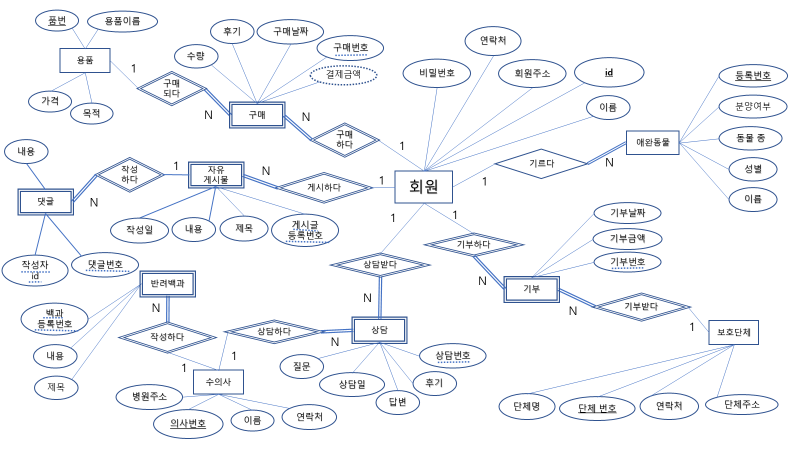 품번
용품이름
용품
가격
목적
1
구매
되다
N
수량
후기
구매날짜
구매번호
결제금액
구매
N
구매
하다
1
비밀번호
연락처
회원주소
id
이름
회원
1
기르다
N
애완동물
등록번호
분양여부
동물 종
성별
이름
내용
댓글
작성자
id
댓글번호
N
작성
하다
1
자유
게시물
작성일
내용
제목
게시글
등록번호
N
게시하다
1
1
상담받다
N
1
기부하다
N
기부
기부날짜
기부금액
기부번호
N
기부받다
1
보호단체
단체명
단체 번호
연락처
단체주소
반려백과
백과
등록번호
내용
제목
N
작성하다
1
수의사
병원주소
의사번호
이름
연락처
1
상담하다
N
상담
질문
상담일
답변
후기
상담번호